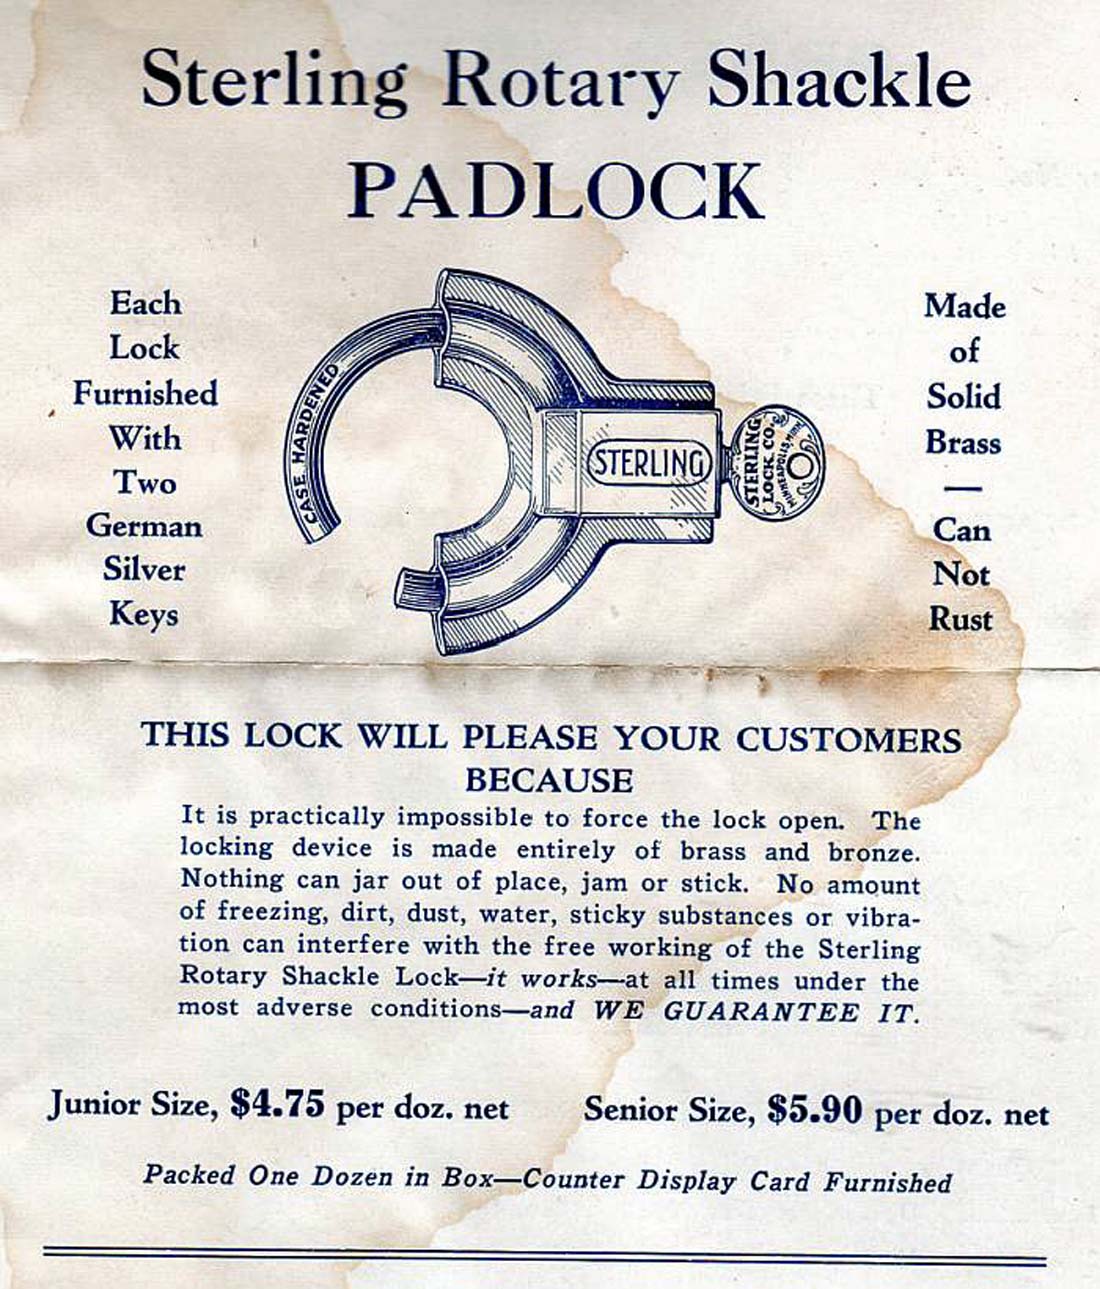 Sterling Rotary Shackle
PADLOCK
Each
Lock
Furnished
With
Two
German
Silver
Keys
CASE HARDENED
STERLING
STERLING
LOCK CO.
MINNEAPOLIS, MINN.
Made
of
Solid
Brass
—
Can
Not
Rust
THIS LOCK WILL PLEASE YOUR CUSTOMERS
BECAUSE
It is practically impossible to force the lock open. The
locking device is made entirely of brass and bronze.
Nothing can jar out of place, jam or stick. No amount
of freezing, dirt, dust, water, sticky substances or vibra-
tion can interfere with the free working of the Sterling
Rotary Shackle Lock—it works—at all times under the
most adverse conditions—and WE GUARANTEE IT.
Junior Size, $4.75 per doz. net
Senior Size, $5.90 per doz. net
Packed One Dozen in Box—Counter Display Card Furnished